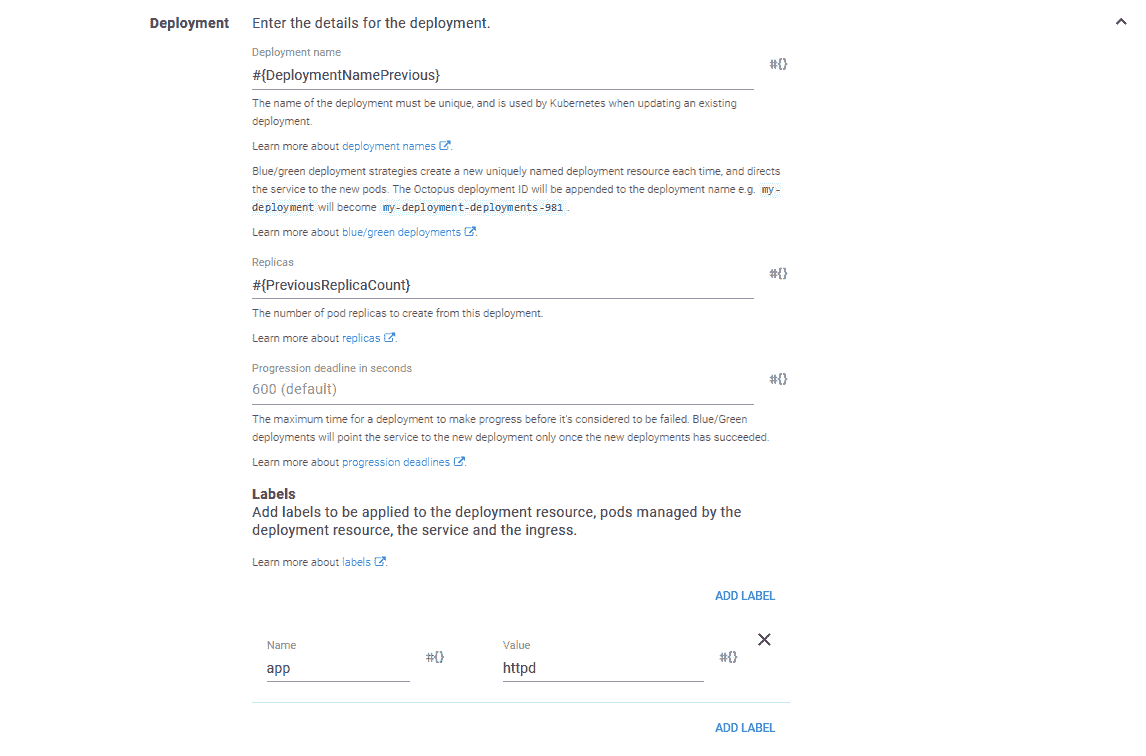 Deployment
Enter the details for the deployment.
Deployment name
#{DeploymentNamePrevious}
#{}
The name of the deployment must be unique, and is used by Kubernetes when updating an existing
deployment.
Learn more about deployment names.
Blue/green deployment strategies create a new uniquely named deployment resource each time, and directs
the service to the new pods. The Octopus deployment ID will be appended to the deployment name e.g. my-
deployment will become my-deployment-deployments-981.
Learn more about blue/green deployments.
Replicas
#{PreviousReplicaCount}
#{}
The number of pod replicas to create from this deployment.
Learn more about replicas.
Progression deadline in seconds
600 (default)
#{}
The maximum time for a deployment to make progress before it's considered to be failed. Blue/Green
deployments will point the service to the new deployment only once the new deployments has succeeded.
Learn more about progression deadlines.
Labels
Add labels to be applied to the deployment resource, pods managed by the
deployment resource, the service and the ingress.
Learn more about labels.
ADD LABEL
Name
app
#{}
Value
httpd
#{}
ADD LABEL